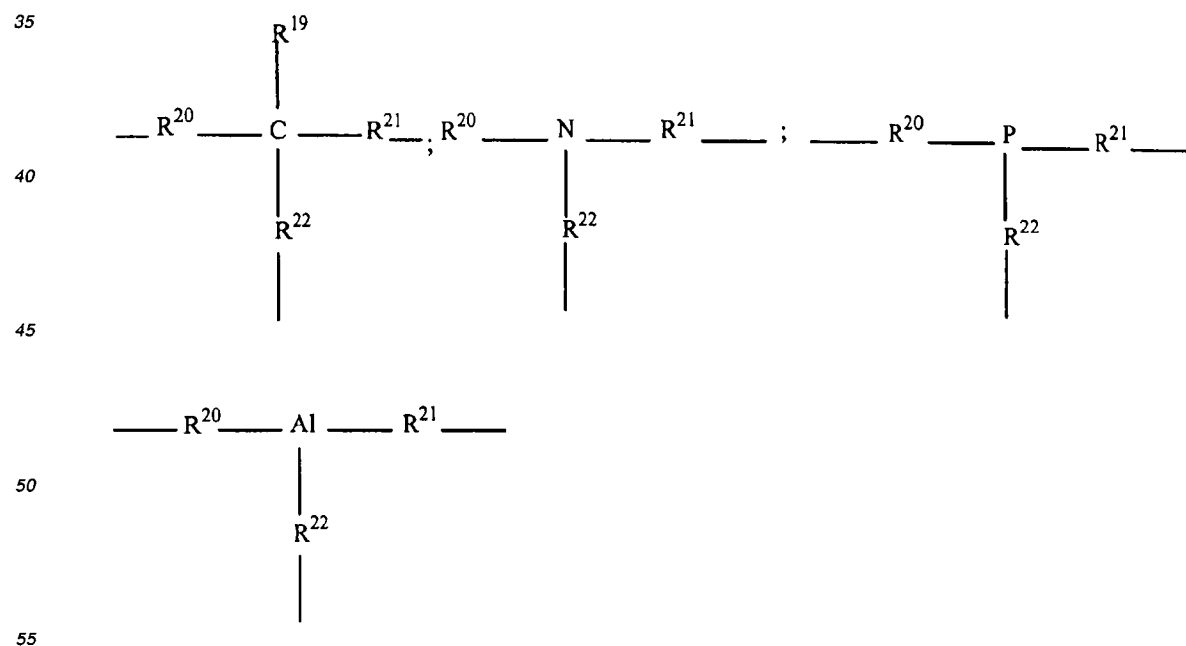 35
R¹⁹
R²⁰ C R²¹ ; R²⁰ N R²¹ ; R²⁰ P R²¹
40
R²² R²² R²²
45
R²⁰ Al R²¹
50
R²²
55